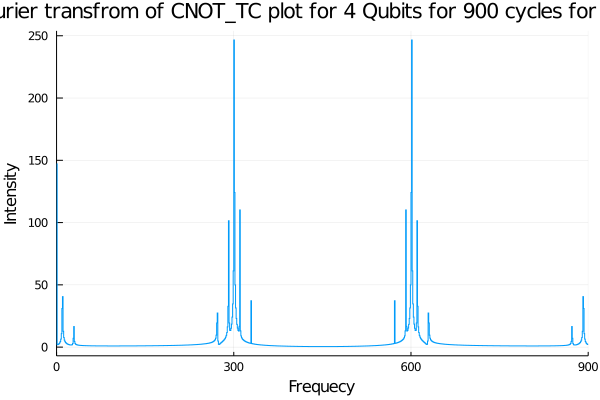 urier transfrom of CNOT_TC plot for 4 Qubits for 900 cycles for
250
200
150
100
50
0
Intensity
0 300 600 900
Frequecy